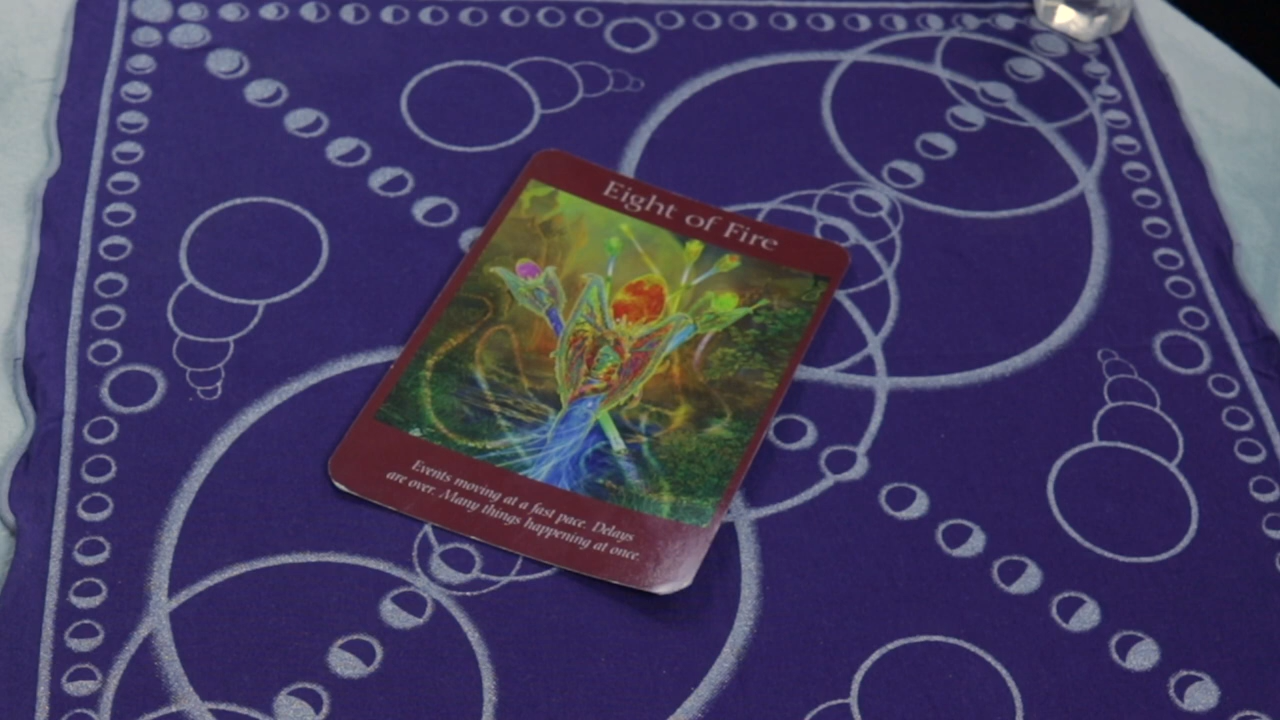 Eight of Fire
Events moving at a fast pace. Delays
are over. Many things happening at once.